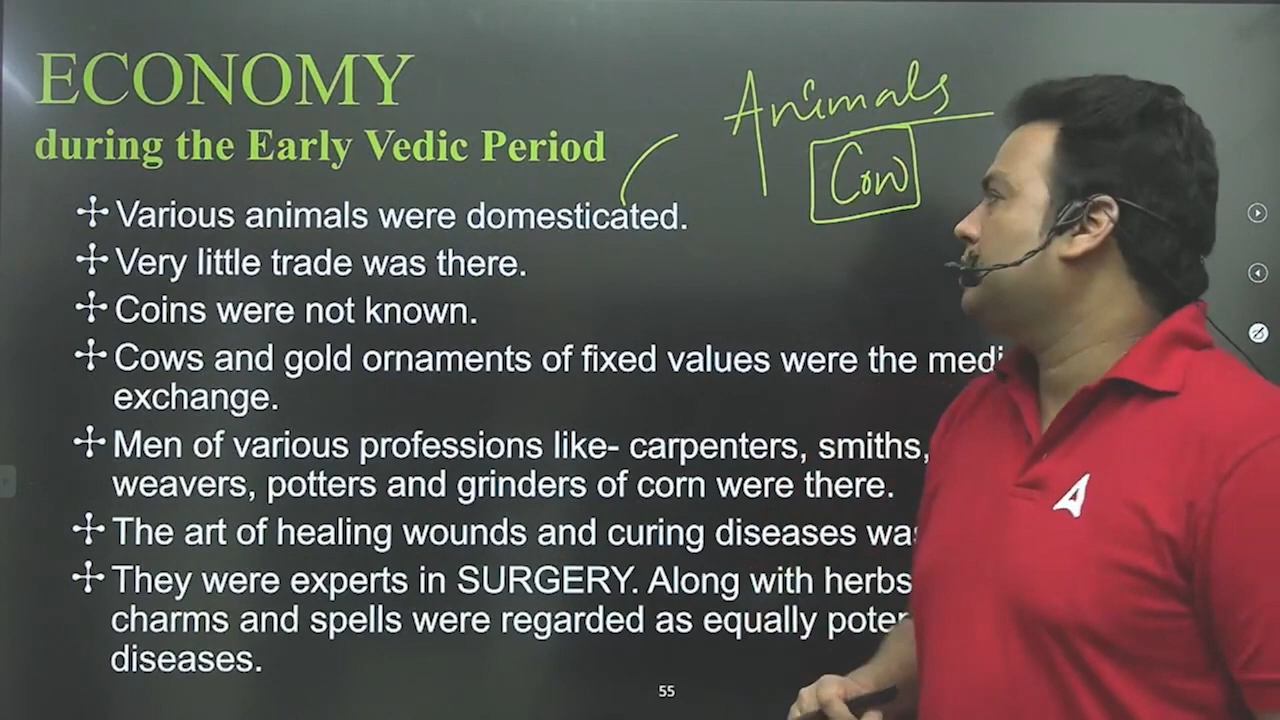 ECONOMY
during the Early Vedic Period
Animals
Cow
Various animals were domesticated.
Very little trade was there.
Coins were not known.
Cows and gold ornaments of fixed values were the
exchange.
Men of various professions like- carpenters, smiths,
weavers, potters and grinders of corn were there.
The art of healing wounds and curing diseases
They were experts in SURGERY. Along with herbs
charms and spells were regarded as equally
diseases.
55